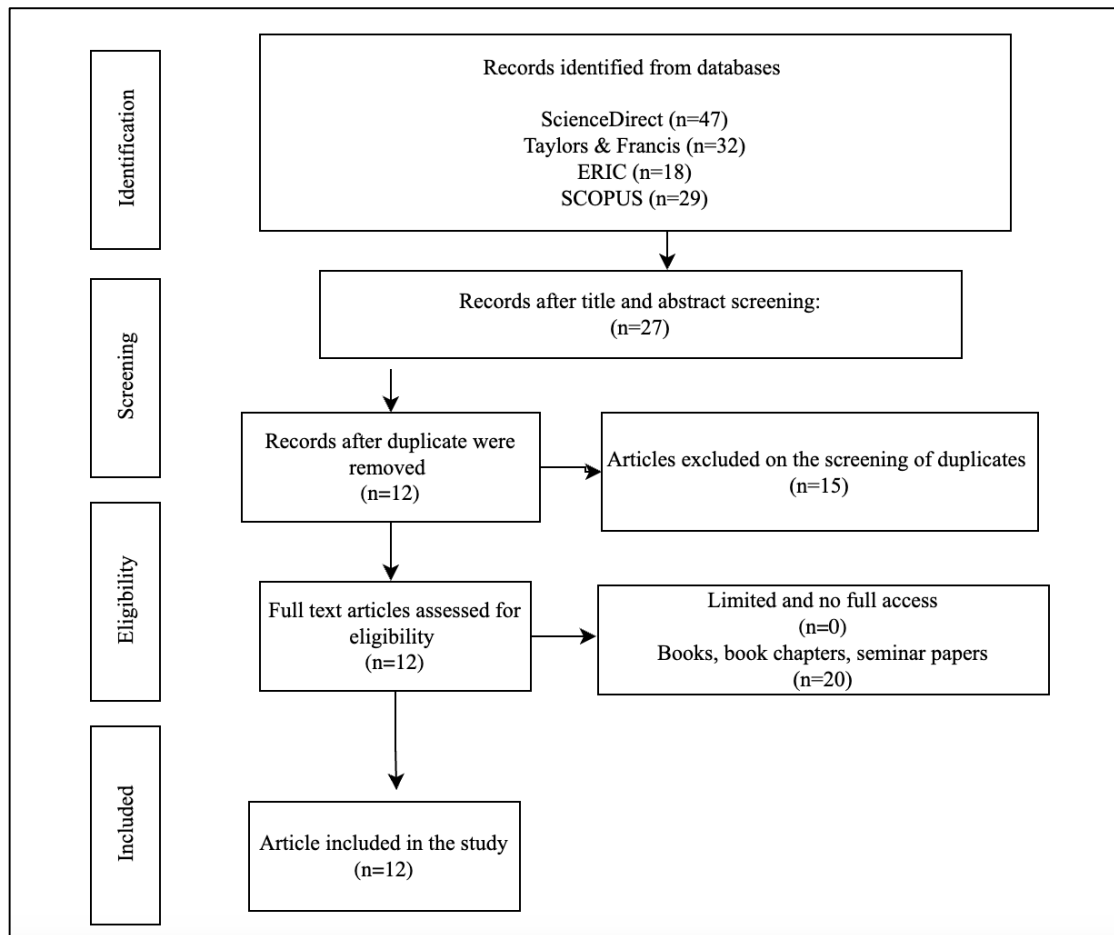 Identification
Records identified from databases
ScienceDirect (n=47)
Taylors & Francis (n=32)
ERIC (n=18)
SCOPUS (n=29)
Screening
Records after title and abstract screening:
(n=27)
Records after duplicate were
removed
(n=12)
Articles excluded on the screening of duplicates
(n=15)
Eligibility
Full text articles assessed for
eligibility
(n=12)
Limited and no full access
(n=0)
Books, book chapters, seminar papers
(n=20)
Included
Article included in the study
(n=12)